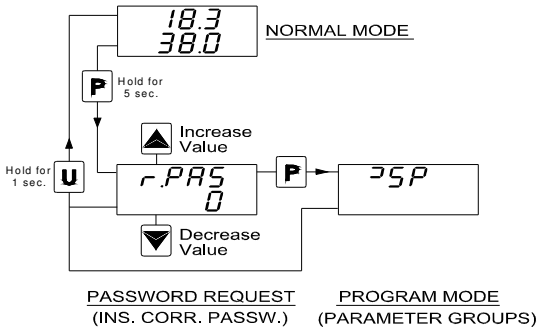 18.3
38.0
NORMAL MODE
P
Hold for
5 sec.
Increase
Value
Hold for
1 sec.
U
r.PAS
0
P
SP
Decrease
Value
PASSWORD REQUEST
(INS. CORR. PASSW.)
PROGRAM MODE
(PARAMETER GROUPS)